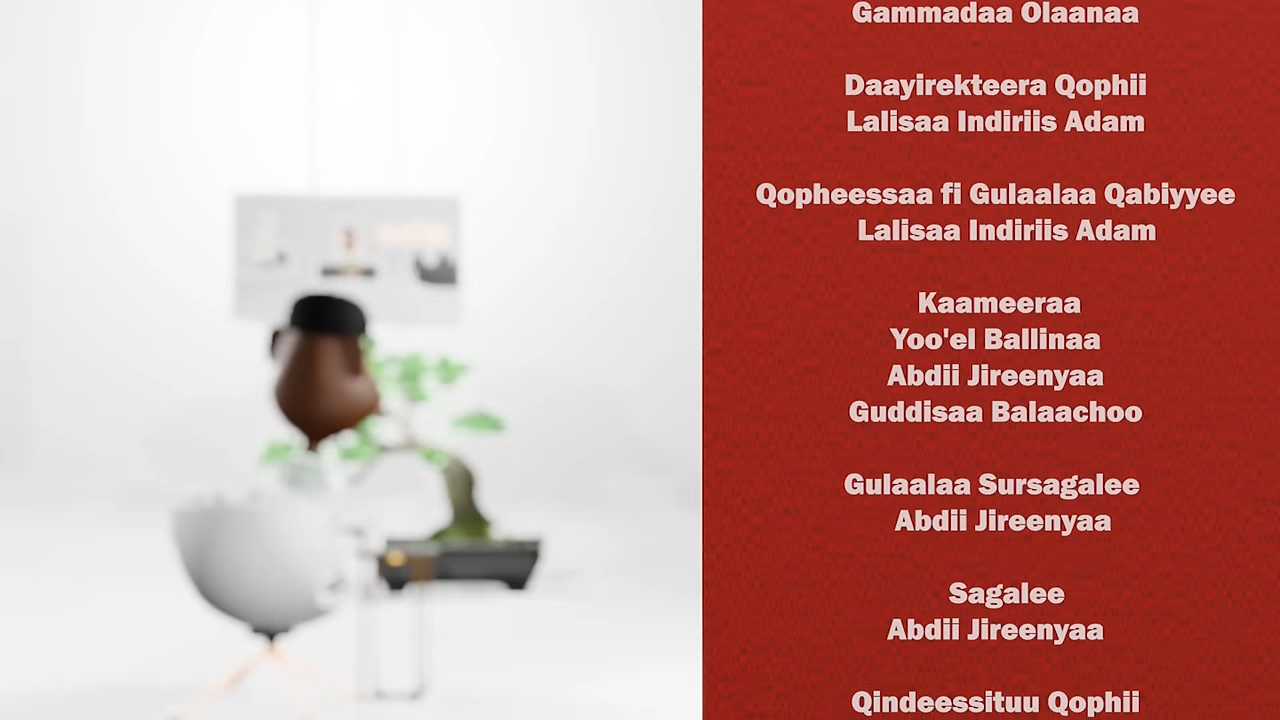 Gammadaa Olaanaa
Daayirekteera Qophii
Lalisaa Indiriis Adam
Qopheessaa fi Gulaalaa Qabiyyee
Lalisaa Indiriis Adam
Kaameeraa
Yoo'el Ballinaa
Abdii Jireenyaa
Guddisaa Balaachoo
Gulaalaa Sursagalee
Abdii Jireenyaa
Sagalee
Abdii Jireenyaa
Qindeessituu Qophii